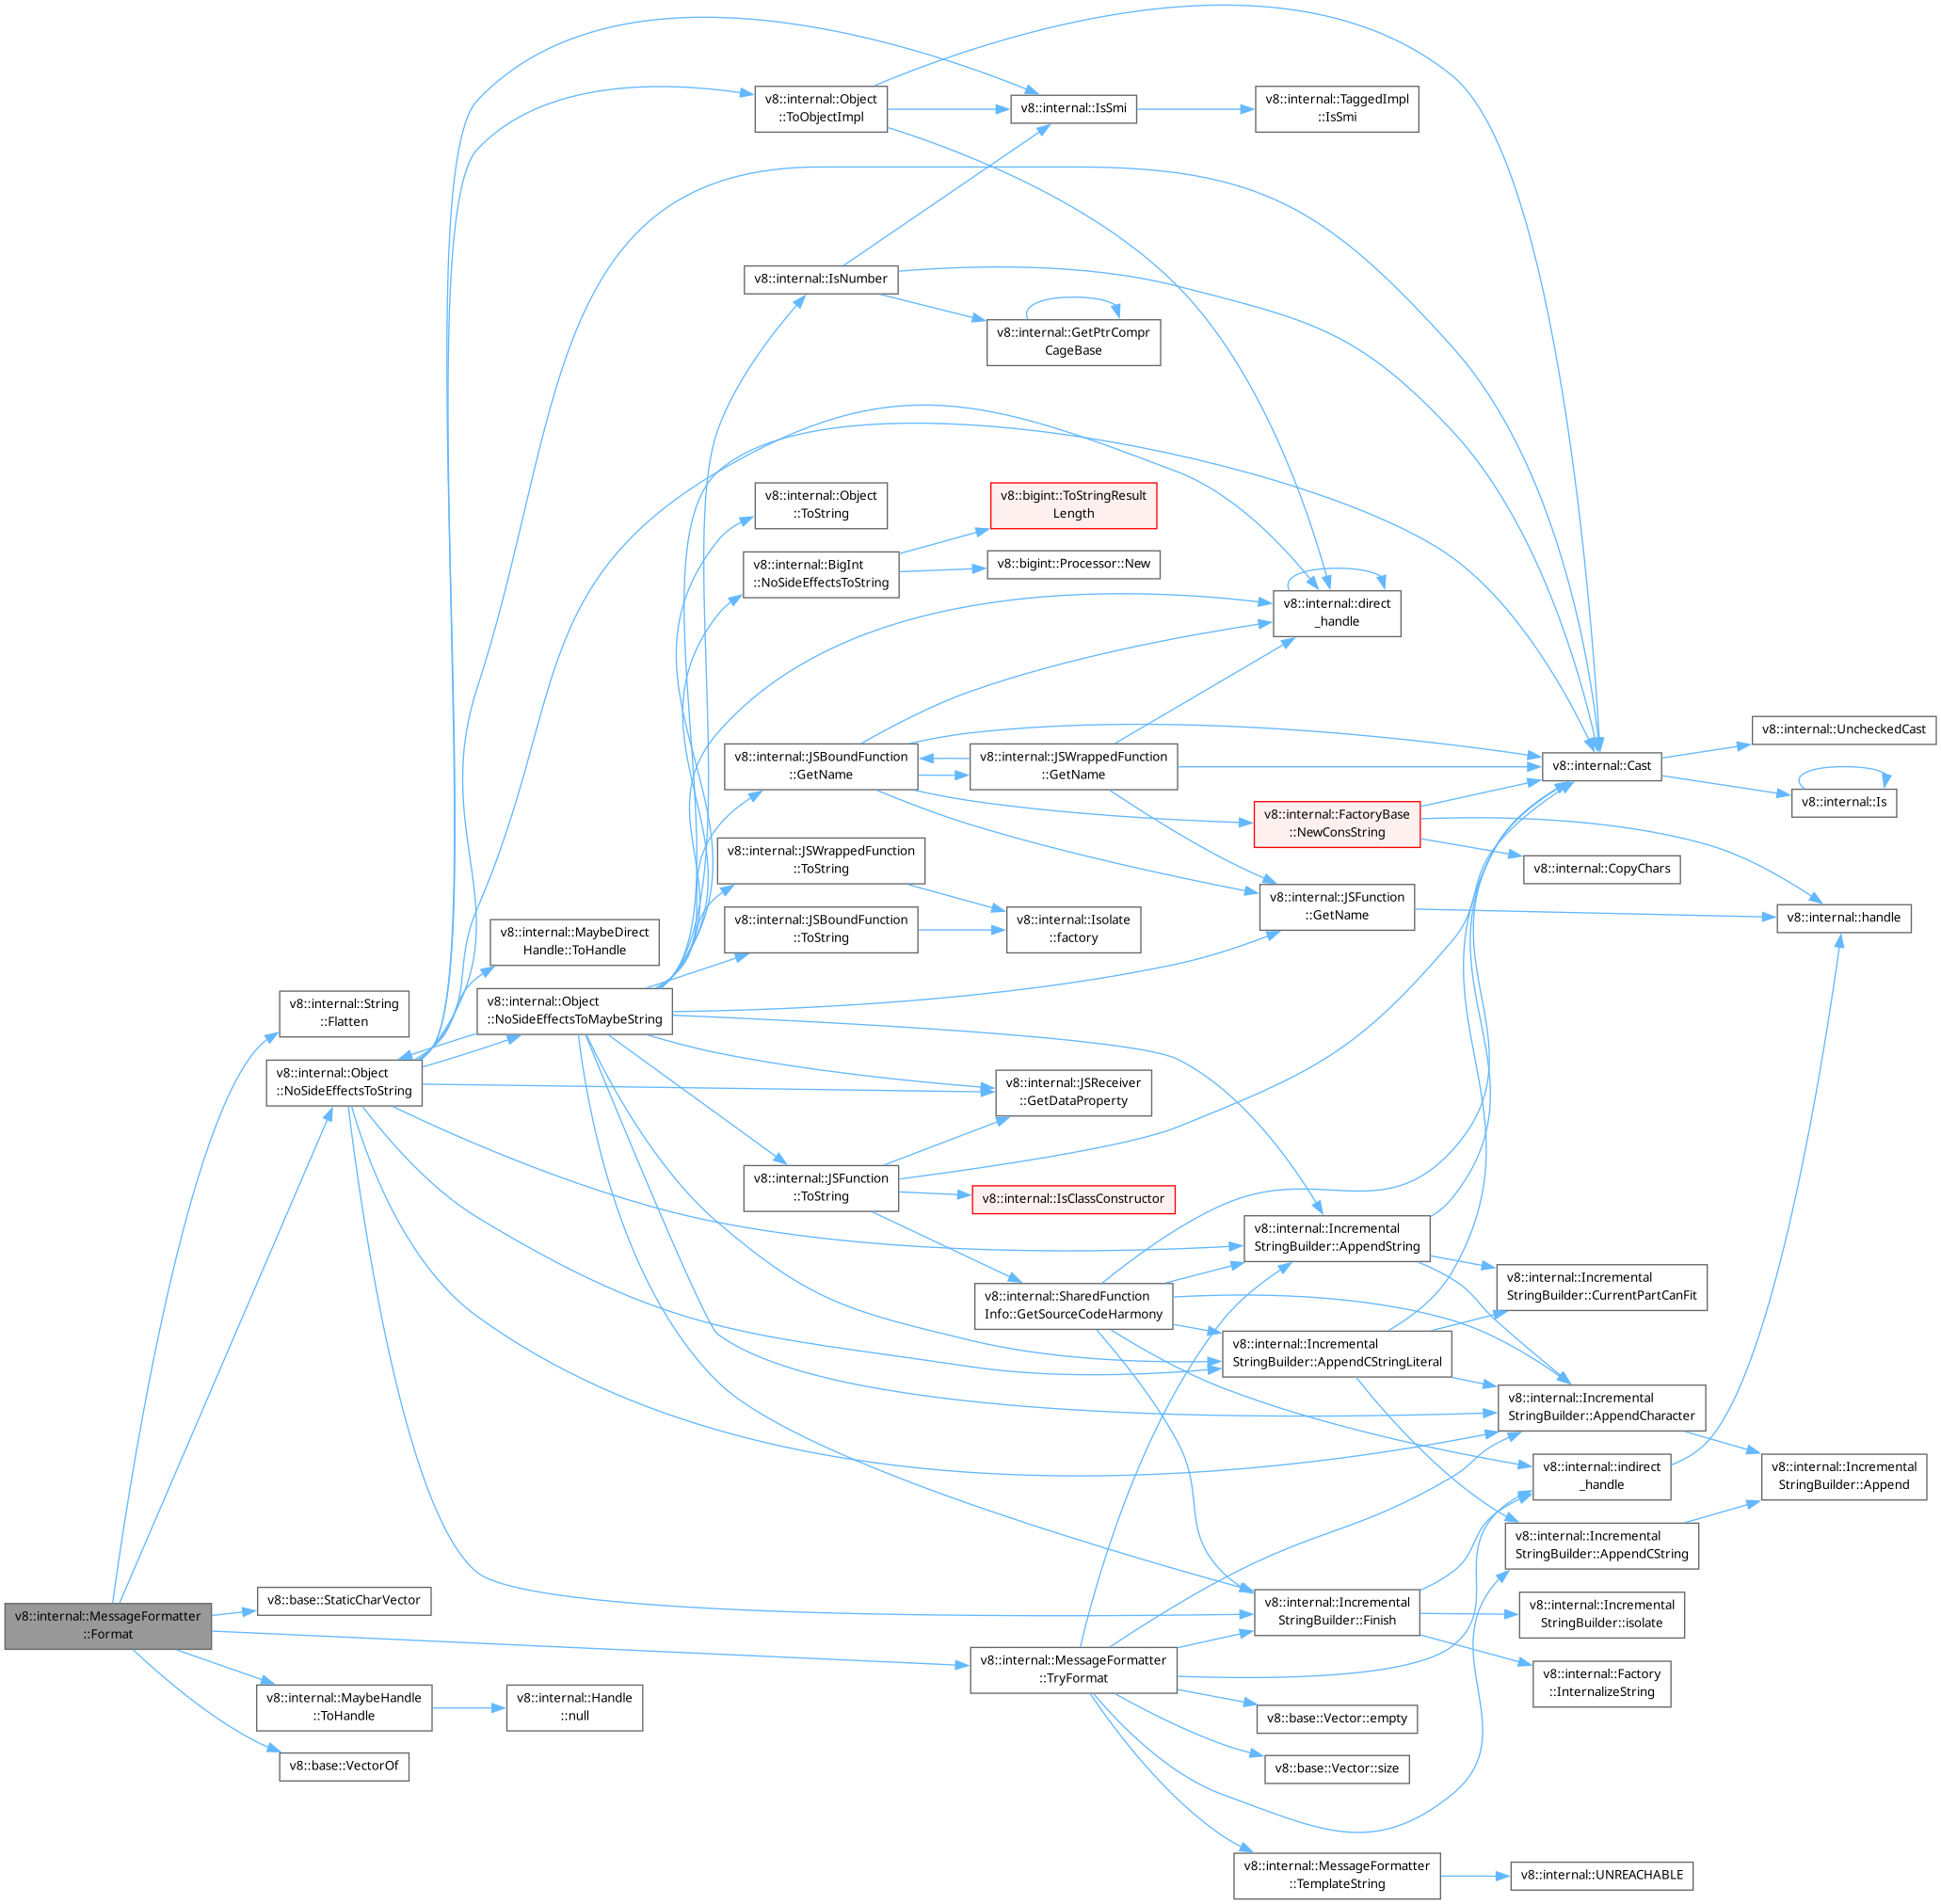 v8::internal::Object
::ToObjectImpl
v8::internal::IsSmi
v8::internal::TaggedImpl
::IsSmi
v8::internal::IsNumber
v8::internal::GetPtrCompr
CageBase
v8::internal::Object
::ToString
v8::bigint::ToStringResult
Length
v8::internal::BigInt
::NoSideEffectsToString
v8::bigint::Processor::New
v8::internal::direct
_handle
v8::internal::UncheckedCast
v8::internal::JSBoundFunction
::GetName
v8::internal::JSWrappedFunction
::GetName
v8::internal::Cast
v8::internal::Is
v8::internal::FactoryBase
::NewConsString
v8::internal::JSWrappedFunction
::ToString
v8::internal::CopyChars
v8::internal::JSFunction
::GetName
v8::internal::handle
v8::internal::JSBoundFunction
::ToString
v8::internal::Isolate
::factory
v8::internal::MaybeDirect
Handle::ToHandle
v8::internal::String
::Flatten
v8::internal::Object
::NoSideEffectsToMaybeString
v8::internal::Object
::NoSideEffectsToString
v8::internal::JSReceiver
::GetDataProperty
v8::internal::JSFunction
::ToString
v8::internal::IsClassConstructor
v8::internal::Incremental
StringBuilder::AppendString
v8::internal::Incremental
StringBuilder::CurrentPartCanFit
v8::internal::SharedFunction
Info::GetSourceCodeHarmony
v8::internal::Incremental
StringBuilder::AppendCStringLiteral
v8::internal::Incremental
StringBuilder::AppendCharacter
v8::internal::indirect
_handle
v8::internal::Incremental
StringBuilder::Append
v8::internal::Incremental
StringBuilder::AppendCString
v8::base::StaticCharVector
v8::internal::MessageFormatter
::Format
v8::internal::Incremental
StringBuilder::Finish
v8::internal::Incremental
StringBuilder::isolate
v8::internal::MessageFormatter
::TryFormat
v8::internal::Factory
::InternalizeString
v8::internal::MaybeHandle
::ToHandle
v8::internal::Handle
::null
v8::base::Vector::empty
v8::base::VectorOf
v8::base::Vector::size
v8::internal::MessageFormatter
::TemplateString
v8::internal::UNREACHABLE